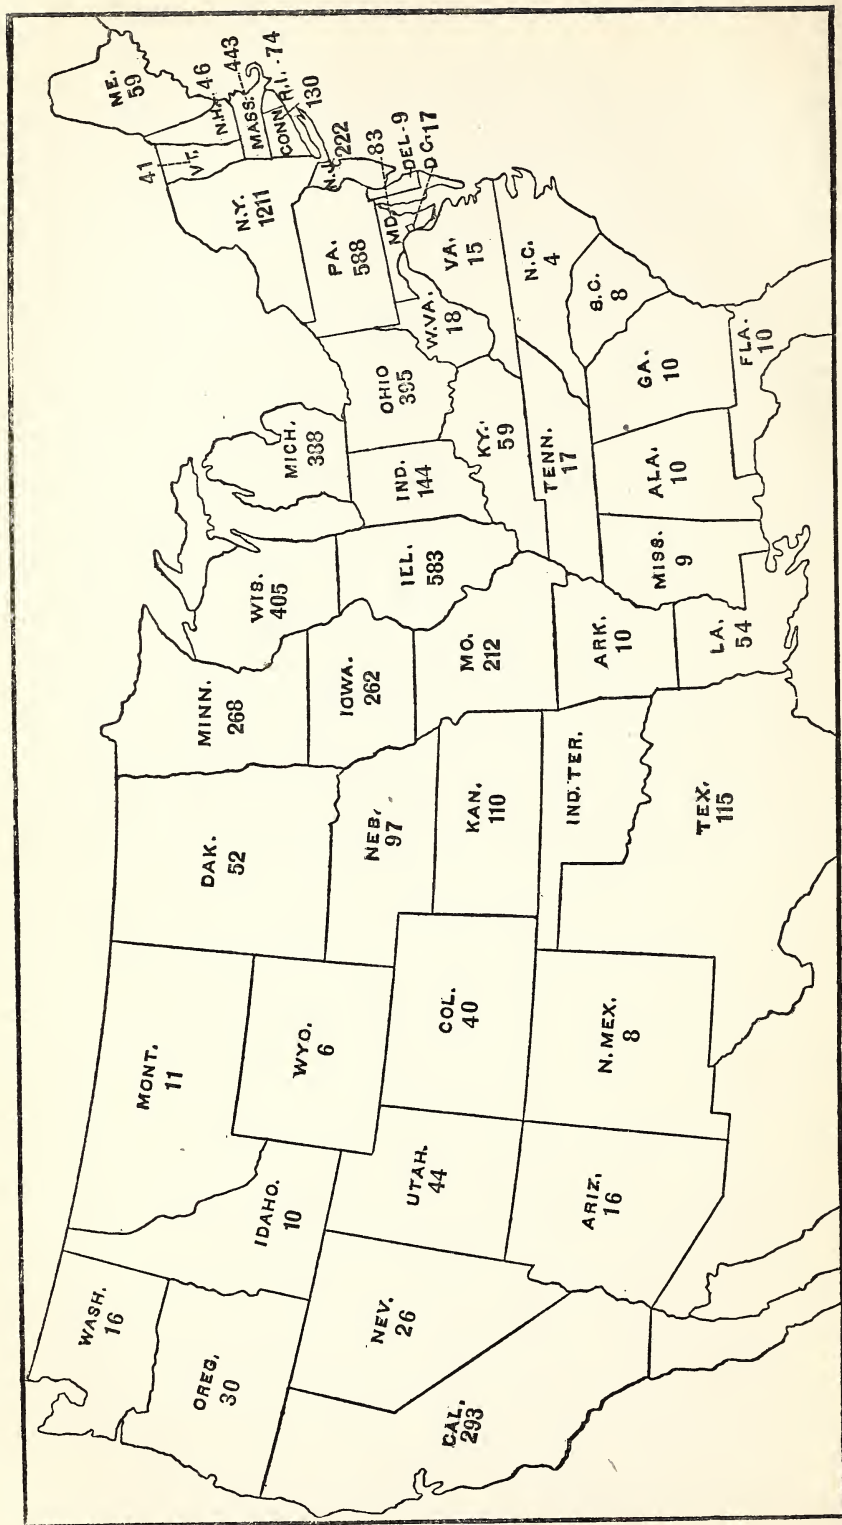 WASH.
16
OREG.
30
CAL.
293
NEV.
26
IDAHO.
10
MONT.
11
WYO.
6
UTAH.
44
COL.
40
ARIZ.
16
N.MEX.
8
DAK.
52
NEB.
97
KAN.
110
IND.TER.
TEX.
115
MINN.
268
IOWA.
262
MO.
212
ARK.
10
LA.
54
WIS.
405
ILL.
583
MICH.
338
IND.
144
OHIO
395
KY.
59
TENN.
17
MISS.
9
ALA.
10
GA.
10
FLA.
10
S.C.
8
N.C.
4
VA.
15
W.VA.
18
PA.
588
N.Y.
1211
MD.
83
DEL-9
D.C-17
N.J.
222
CONN.
130
R.I.-74
MASS.
443
N.H.
46
VT.
41
ME.
59